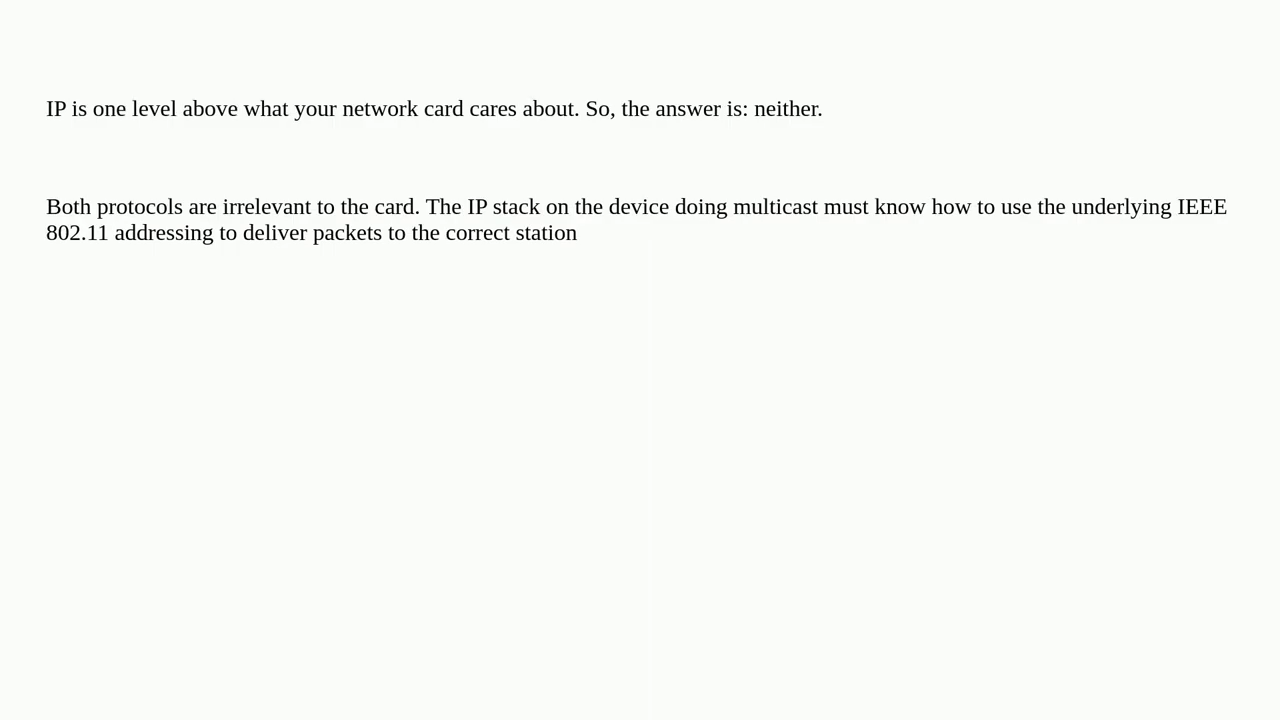 IP is one level above what your network card cares about. So, the answer is: neither.
Both protocols are irrelevant to the card. The IP stack on the device doing multicast must know how to use the underlying IEEE
802.11 addressing to deliver packets to the correct station